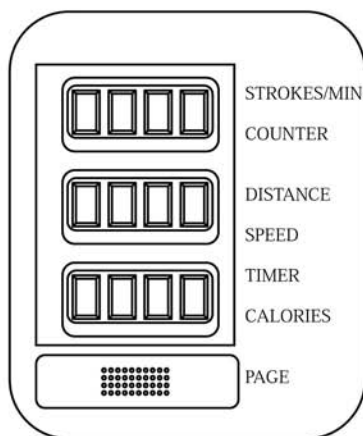 STROKES/MIN
COUNTER
DISTANCE
SPEED
TIMER
CALORIES
PAGE